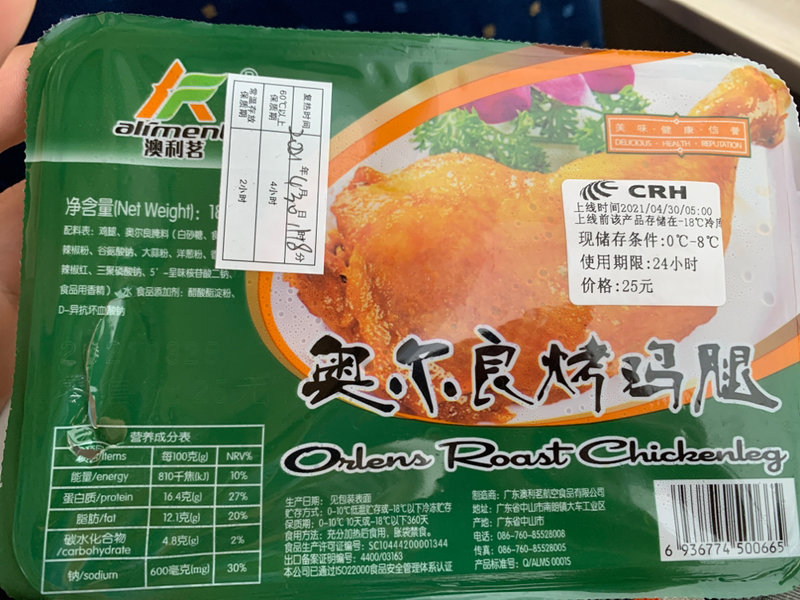 aliment
澳利茗
®
复热时间
2021年4月30日 时 分
60℃以上
保质期
4小时
常温存放
保质期
2小时
美味·健康·信誉
DELICIOUS·HEALTH·REPUTATION
CRH
上线时间2021/04/30/05:00
上线前该产品存储在-18℃冷库
现储存条件:0℃-8℃
使用期限:24小时
价格:25元
净含量(Net Weight): 18
配料表: 鸡腿、奥尔良腌料(白砂糖、食
辣椒粉、谷氨酸钠、大蒜粉、洋葱粉、
辣椒红、三聚磷酸钠、5'-呈味核苷酸二钠、
食品用香精)、水 食品添加剂: 醋酸酯淀粉、
D-异抗坏血酸钠
奥尔良烤鸡腿
Orlens Roast Chickenleg
营养成分表
/Items 每100克(g) NRV%
能量/energy 810千焦(kJ) 10%
蛋白质/protein 16.4克(g) 27%
脂肪/fat 12.1克(g) 20%
碳水化合物/carbohydrate 4.8克(g) 2%
钠/sodium 600毫克(mg) 30%
生产日期: 见包装表面
贮存方式: 0-10℃低温贮存或-18℃以下冷冻贮存
保质期: 0-10℃ 10天或-18℃以下360天
食用方法: 充分加热后食用，胀袋禁食。
食品生产许可证编号: SC10444200001344
出口备案证明编号: 4400/03163
本公司已通过ISO22000食品安全管理体系认证
制造商: 广东澳利茗航空食品有限公司
地址: 广东省中山市南朗镇大车工业区
产地: 广东省中山市
电话: 086-760-85528008
传真: 086-760-85528005
产品标准号: Q/ALMS 0001S
6 936774 500665